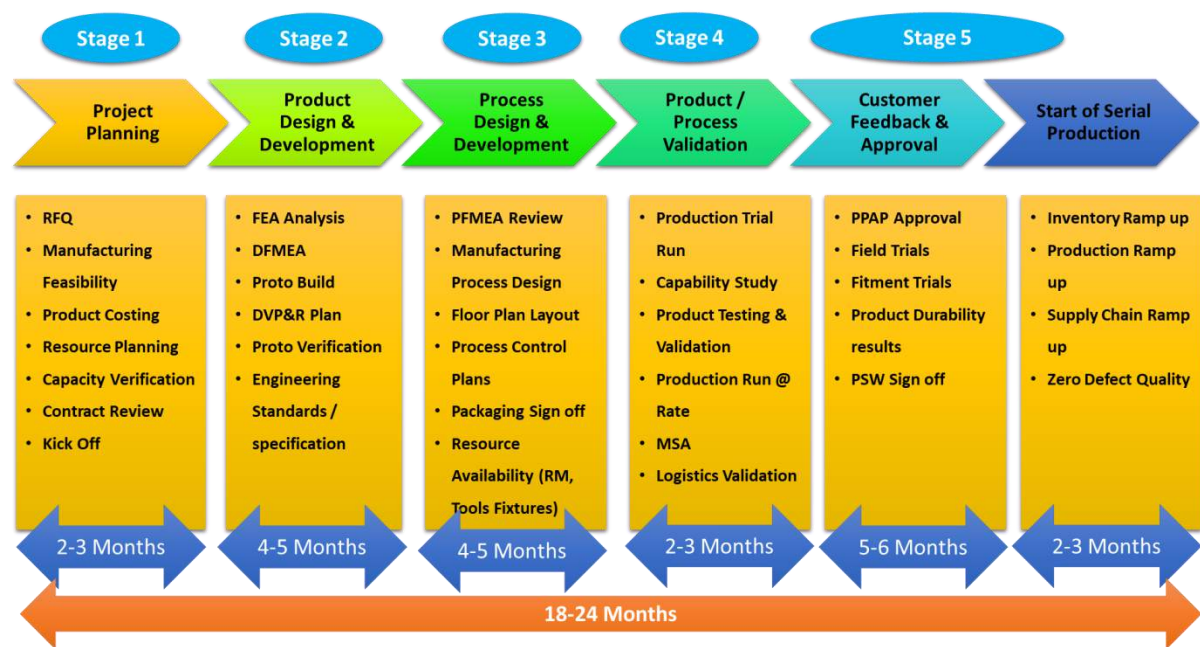 Stage 1
Stage 2
Stage 3
Stage 4
Stage 5
Project
Planning
Product
Design &
Development
Process
Design &
Development
Product /
Process
Validation
Customer
Feedback &
Approval
Start of Serial
Production
• RFQ
• Manufacturing
Feasibility
• Product Costing
• Resource Planning
• Capacity Verification
• Contract Review
• Kick Off
• FEA Analysis
• DFMEA
• Proto Build
• DVP&R Plan
• Proto Verification
• Engineering
Standards /
specification
• PFMEA Review
• Manufacturing
Process Design
• Floor Plan Layout
• Process Control
Plans
• Packaging Sign off
• Resource
Availability (RM,
Tools Fixtures)
• Production Trial
Run
• Capability Study
• Product Testing &
Validation
• Production Run @
Rate
• MSA
• Logistics Validation
• PPAP Approval
• Field Trials
• Fitment Trials
• Product Durability
results
• PSW Sign off
• Inventory Ramp up
• Production Ramp
up
• Supply Chain Ramp
up
• Zero Defect Quality
2-3 Months
4-5 Months
4-5 Months
2-3 Months
5-6 Months
2-3 Months
18-24 Months